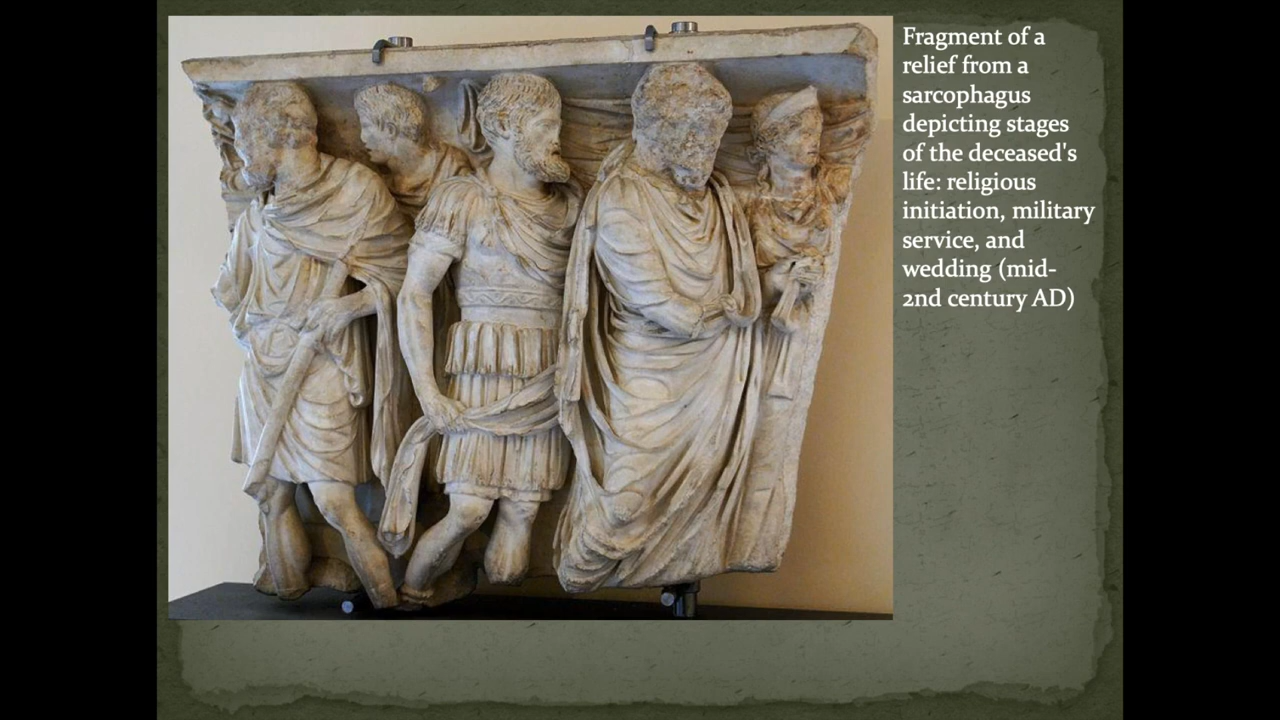 Fragment of a
relief from a
sarcophagus
depicting stages
of the deceased's
life: religious
initiation, military
service, and
wedding (mid-
2nd century AD)